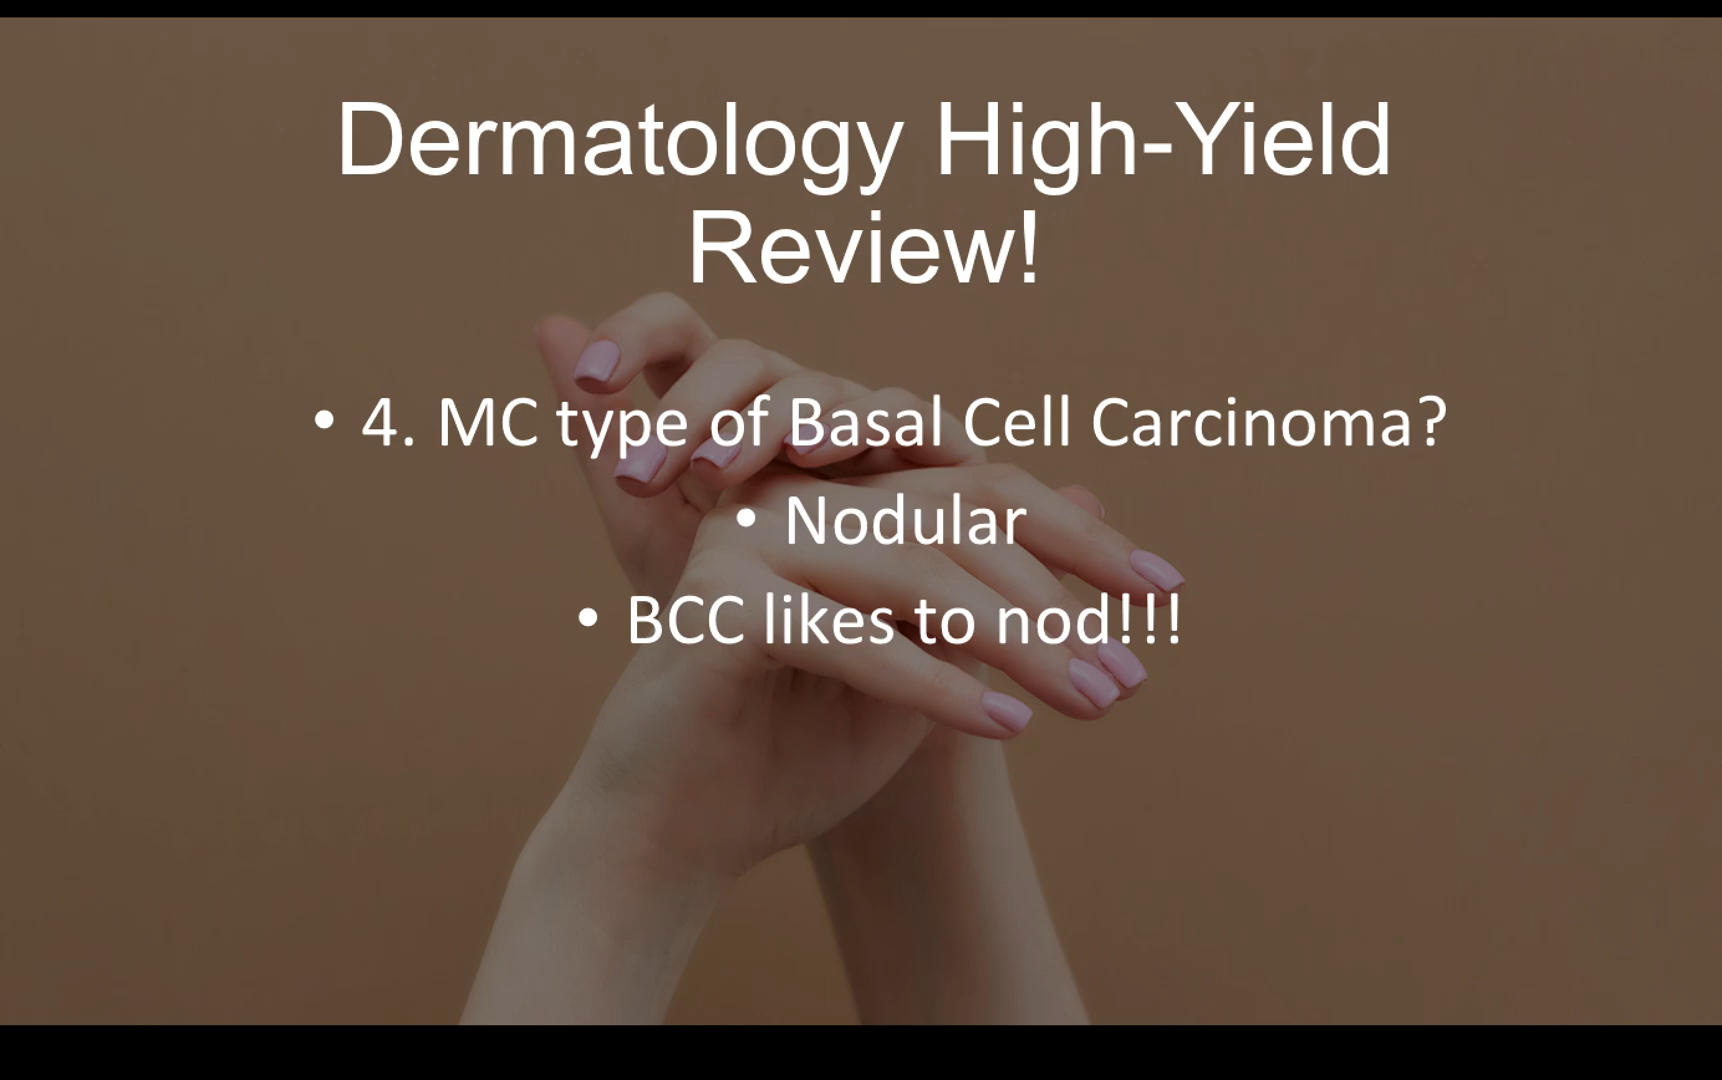 Dermatology High-Yield
Review!
• 4. MC type of Basal Cell Carcinoma?
• Nodular
• BCC likes to nod!!!